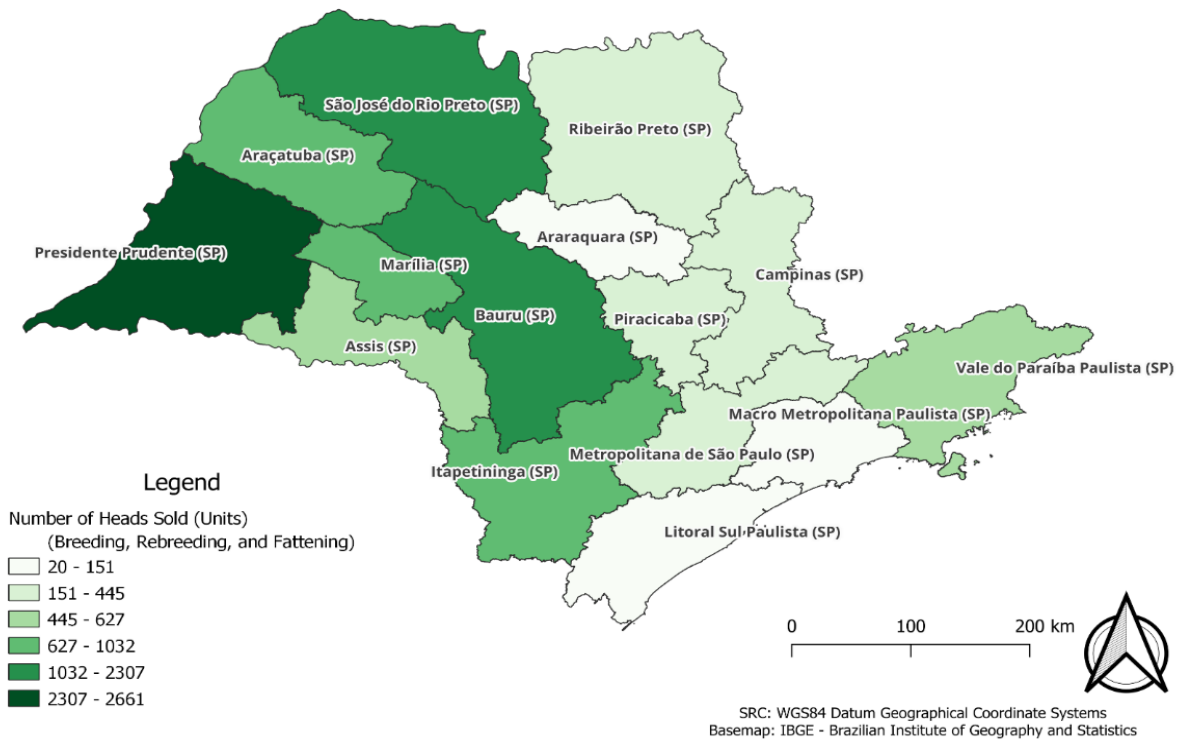 São José do Rio Preto (SP)
Ribeirão Preto (SP)
Araçatuba (SP)
Araraquara (SP)
Presidente Prudente (SP)
Marília (SP)
Campinas (SP)
Bauru (SP)
Piracicaba (SP)
Assis (SP)
Vale do Paraíba Paulista (SP)
Macro Metropolitana Paulista (SP)
Metropolitana de São Paulo (SP)
Itapetininga (SP)
Litoral Sul Paulista (SP)
Legend
Number of Heads Sold (Units)
(Breeding, Rebreeding, and Fattening)
20 - 151
151 - 445
445 - 627
627 - 1032
1032 - 2307
2307 - 2661
0 100 200 km
SRC: WGS84 Datum Geographical Coordinate Systems
Basemap: IBGE - Brazilian Institute of Geography and Statistics